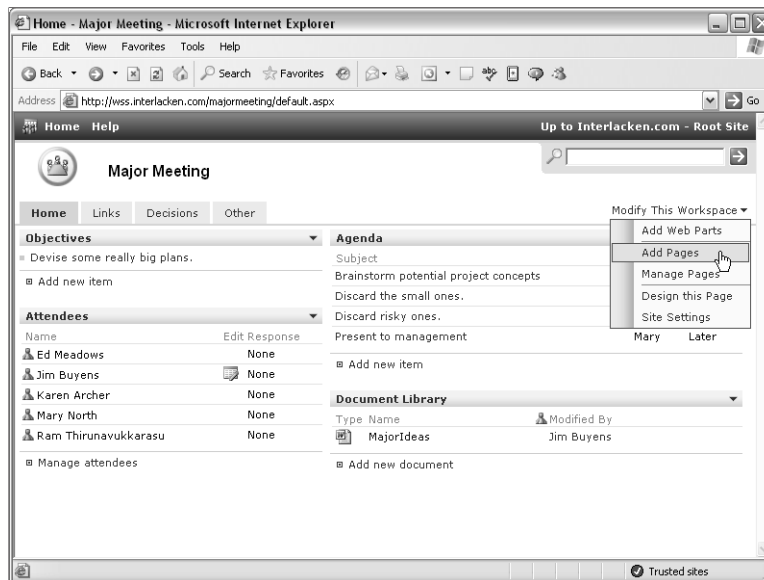 Home - Major Meeting - Microsoft Internet Explorer
File Edit View Favorites Tools Help
Back Search Favorites
Address http://wss.interlacken.com/majormeeting/default.aspx Go
Home Help Up to Interlacken.com - Root Site
Major Meeting
Home Links Decisions Other Modify This Workspace
Add Web Parts
Add Pages
Manage Pages
Design this Page
Site Settings
Objectives
Devise some really big plans.
Add new item
Attendees
Name Edit Response
Ed Meadows None
Jim Buyens None
Karen Archer None
Mary North None
Ram Thirunavukkarasu None
Manage attendees
Agenda
Subject
Brainstorm potential project concepts
Discard the small ones.
Discard risky ones.
Present to management Mary Later
Add new item
Document Library
Type Name Modified By
MajorIdeas Jim Buyens
Add new document
Trusted sites